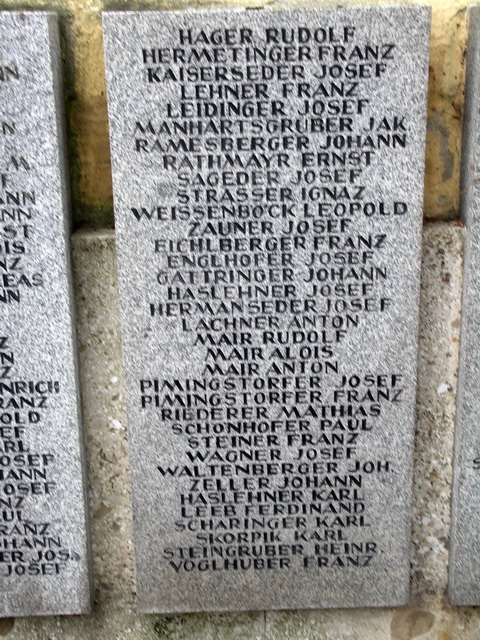 HAGER RUDOLF
HERMETINGER FRANZ
KAISERSEDER JOSEF
LEHNER FRANZ
LEIDINGER JOSEF
MANHARTSGRUBER JAK
RAMESBERGER JOHANN
RATHMAYR ERNST
SAGEDER JOSEF
STRASSER IGNAZ
WEISSENBÖCK LEOPOLD
ZAUNER JOSEF
EICHLBERGER FRANZ
ENGLHOFER JOSEF
GATTRINGER JOHANN
HASLEHNER JOSEF
HERMANSEDER JOSEF
LACHNER ANTON
MAIR RUDOLF
MAIR ALOIS
MAIR ANTON
PIMINGSTORFER JOSEF
PIMINGSTORFER FRANZ
RIEDERER MATHIAS
SCHÖNHOFER PAUL
STEINER FRANZ
WAGNER JOSEF
WALTENBERGER JOH.
ZELLER JOHANN
HASLEHNER KARL
LEEB FERDINAND
SCHARINGER KARL
SKORPIK KARL
STEINGRUBER HEINR.
VOGLHUBER FRANZ